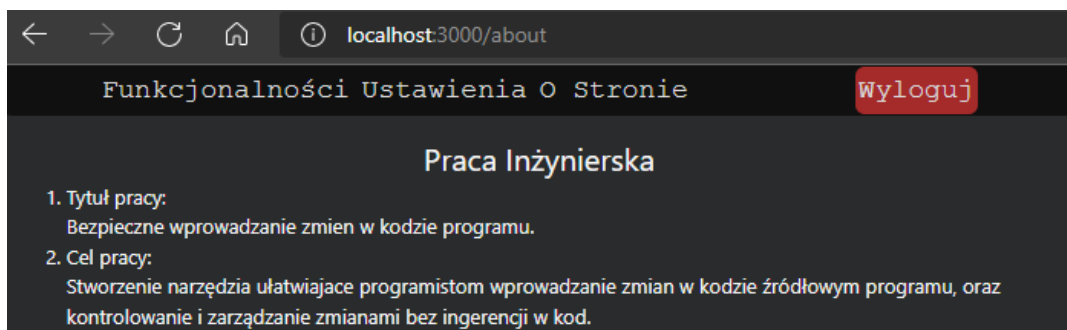 localhost:3000/about
Funkcjonalności Ustawienia O Stronie Wyloguj
Praca Inżynierska
1. Tytuł pracy:
Bezpieczne wprowadzanie zmien w kodzie programu.
2. Cel pracy:
Stworzenie narzędzia ułatwiajace programistom wprowadzanie zmian w kodzie źródłowym programu, oraz
kontrolowanie i zarządzanie zmianami bez ingerencji w kod.